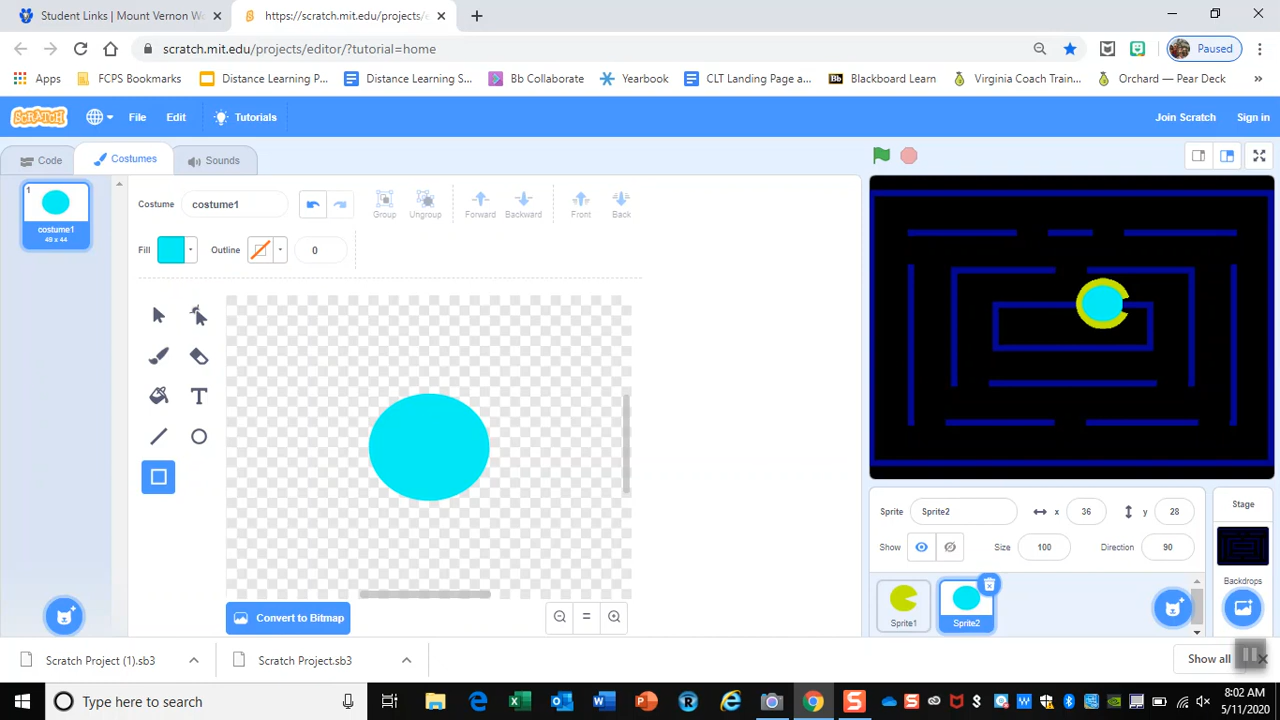 Student Links | Mount Vernon W
https://scratch.mit.edu/projects/e
scratch.mit.edu/projects/editor/?tutorial=home
Paused
Apps
FCPS Bookmarks
Distance Learning P...
Distance Learning S...
Bb Collaborate
Yearbook
CLT Landing Page a...
Bb
Blackboard Learn
Virginia Coach Train...
Orchard — Pear Deck
»
SCRATCH
File
Edit
Tutorials
Join Scratch
Sign in
Code
Costumes
Sounds
1
costume1
49 x 44
Costume
costume1
Group
Ungroup
Forward
Backward
Front
Back
Fill
Outline
0
T
Convert to Bitmap
Sprite
Sprite2
x
36
y
28
Show
Size
100
Direction
90
Stage
Backdrops
Sprite1
Sprite2
Scratch Project (1).sb3
Scratch Project.sb3
Show all
Type here to search
8:02 AM
5/11/2020